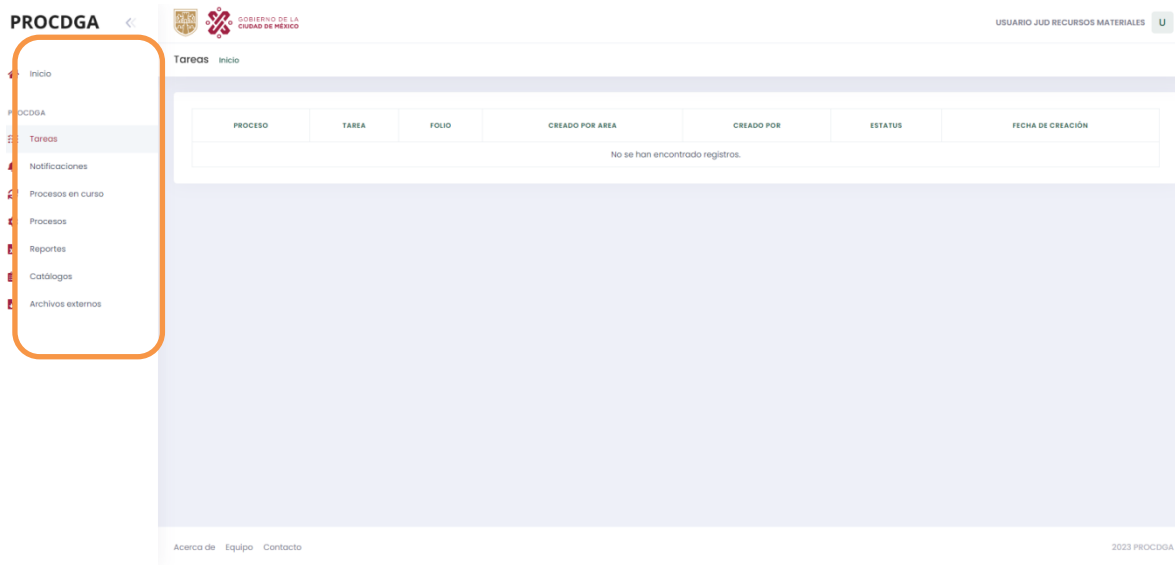 PROCDGA
GOBIERNO DE LA
CIUDAD DE MÉXICO
USUARIO JUD RECURSOS MATERIALES U
Tareas Inicio
Inicio
PROCDGA
Tareas
Notificaciones
Procesos en curso
Procesos
Reportes
Catálogos
Archivos externos
PROCESO TAREA FOLIO CREADO POR AREA CREADO POR ESTATUS FECHA DE CREACIÓN
No se han encontrado registros.
Acerca de Equipo Contacto
2023 PROCDGA